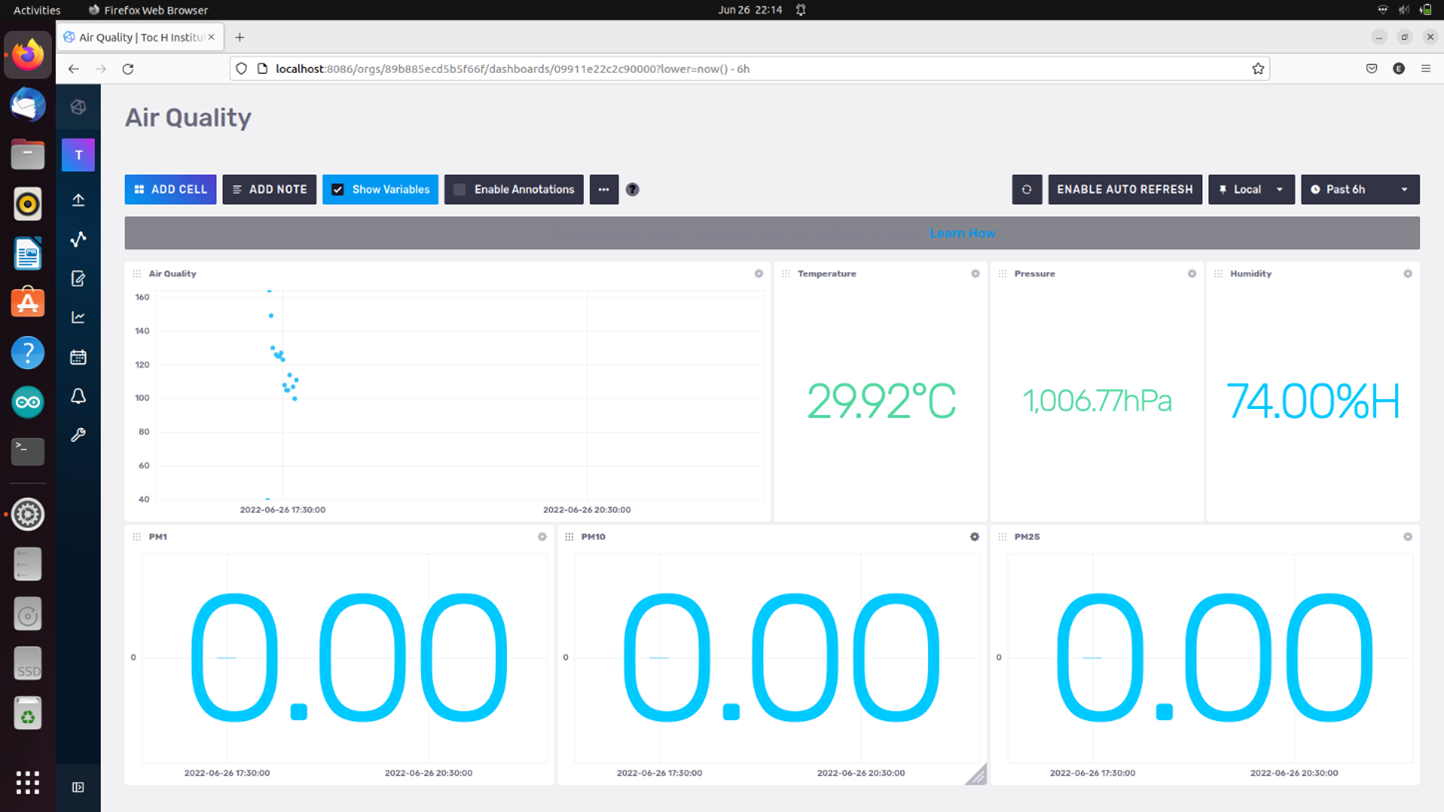 Activities Firefox Web Browser Jun 26 22:14
Air Quality | Toc H Institu
localhost:8086/orgs/89b885ecd5b5f66f/dashboards/09911e22c2c90000?lower=now() - 6h E
Air Quality
T
ADD CELL ADD NOTE Show Variables Enable Annotations ... ? ENABLE AUTO REFRESH Local Past 6h
Learn How
Air Quality Temperature Pressure Humidity
160
140
120
100
80
60
40
2022-06-26 17:30:00 2022-06-26 20:30:00
29.92°C 1,006.77hPa 74.00%H
PM1 PM10 PM25
0 0.00 0 0.00 0 0.00
2022-06-26 17:30:00 2022-06-26 20:30:00 2022-06-26 17:30:00 2022-06-26 20:30:00 2022-06-26 17:30:00 2022-06-26 20:30:00
SSD